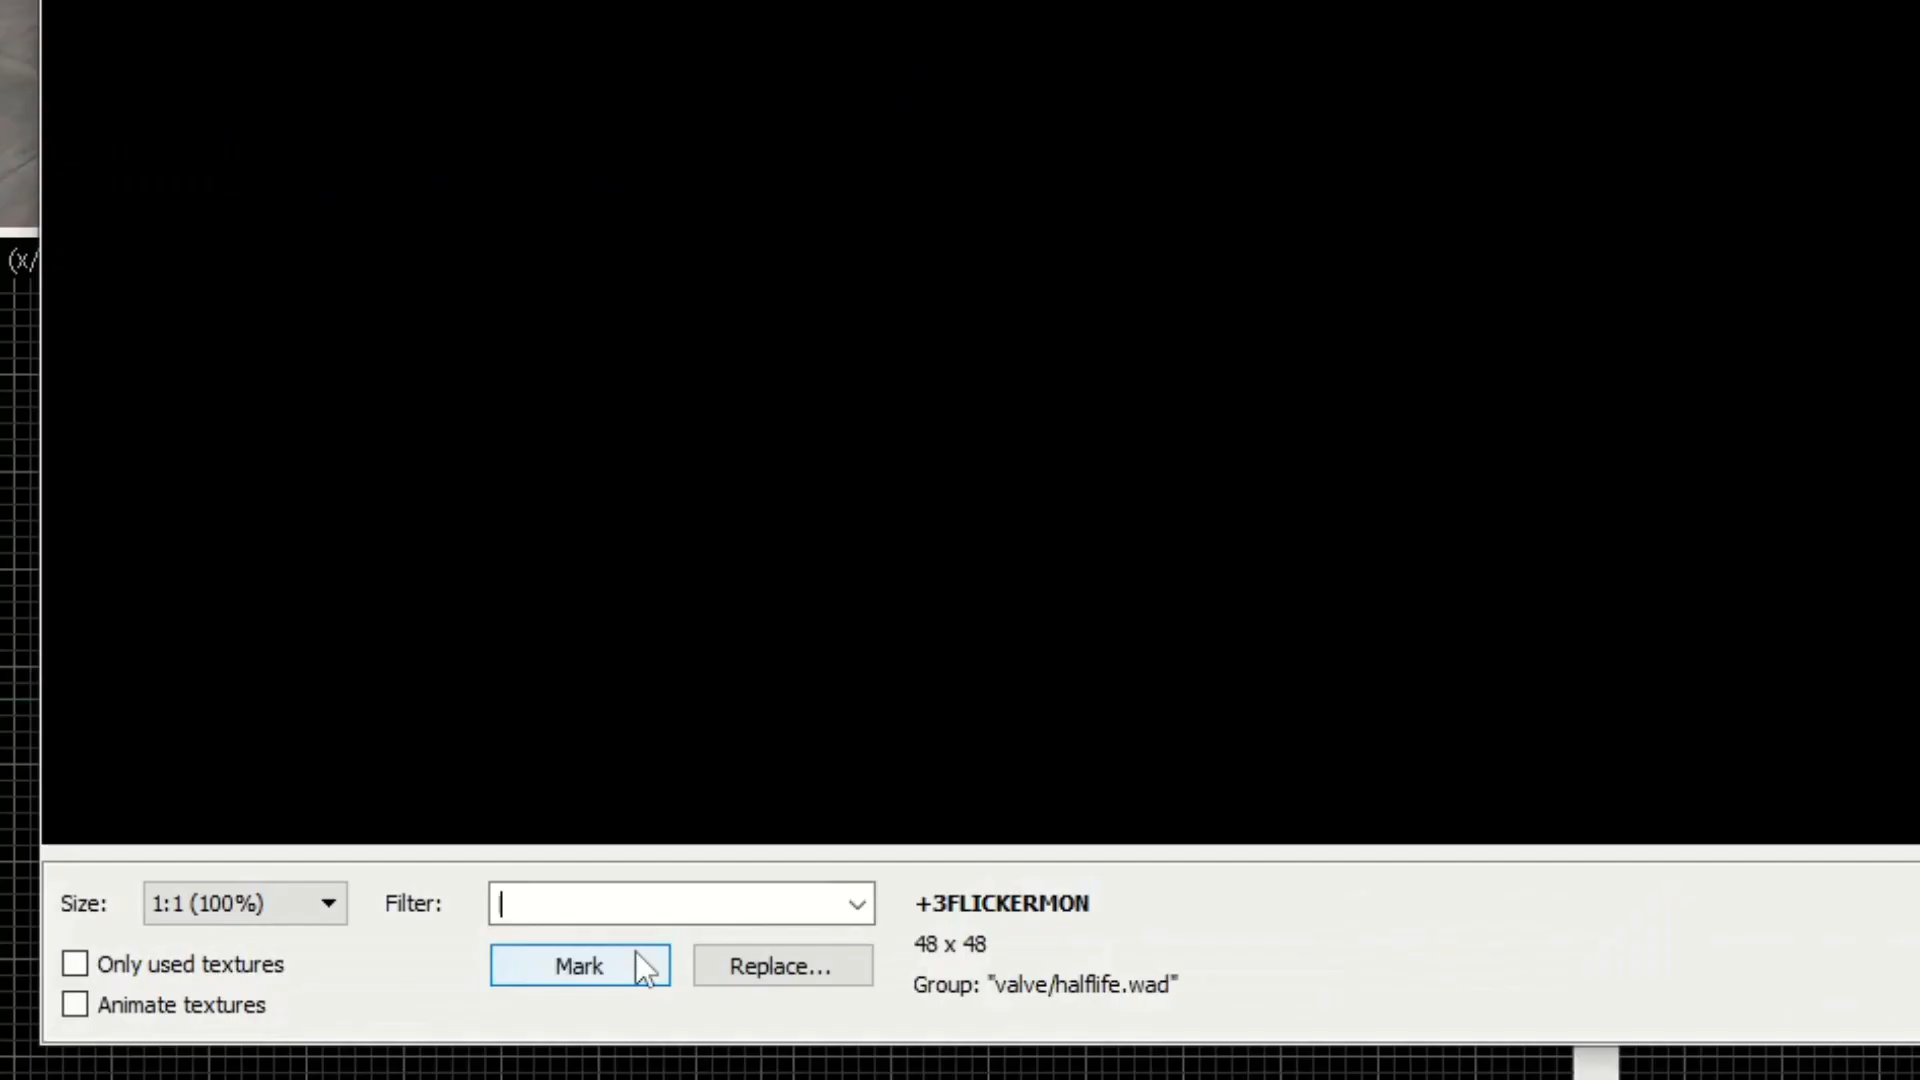 (x/
Size: 1:1 (100%) Filter: +3FLICKERMON
48 x 48
Only used textures Mark Replace... Group: "valve/halflife.wad"
Animate textures